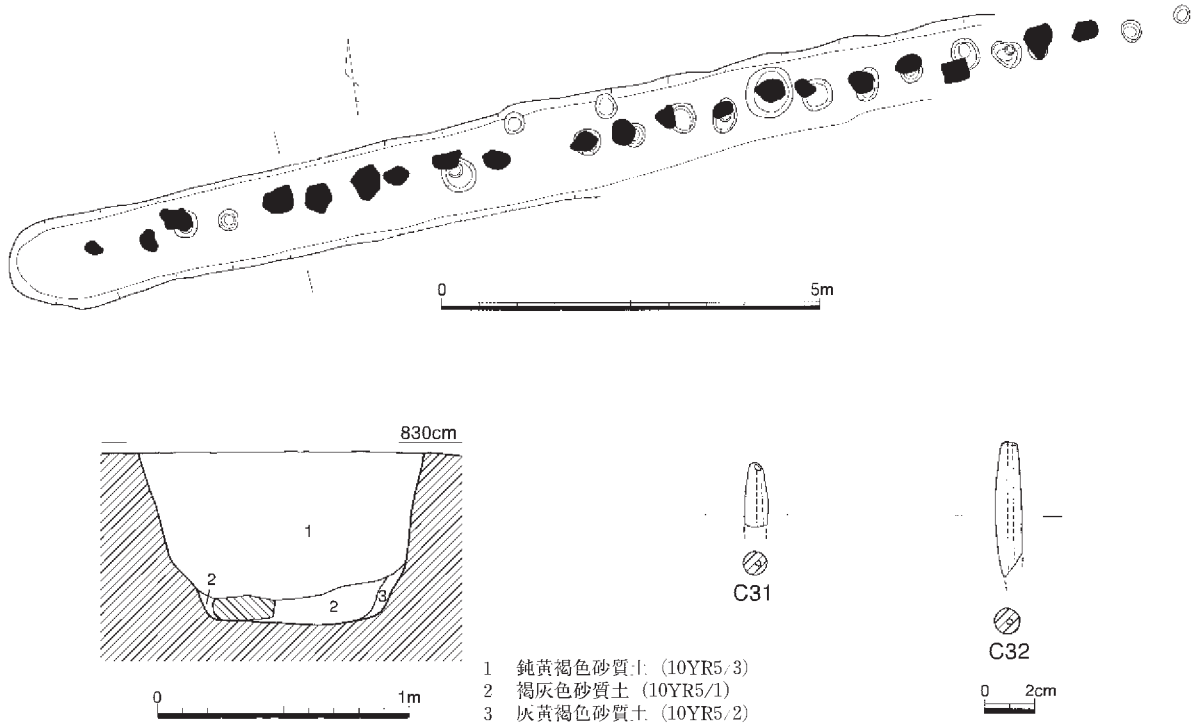 0 5m
830cm
1
2 2 3
C31
C32
0 1m
0 2cm
1 鈍黄褐色砂質土 (10YR5/3)
2 褐灰色砂質土 (10YR5/1)
3 灰黄褐色砂質土 (10YR5/2)